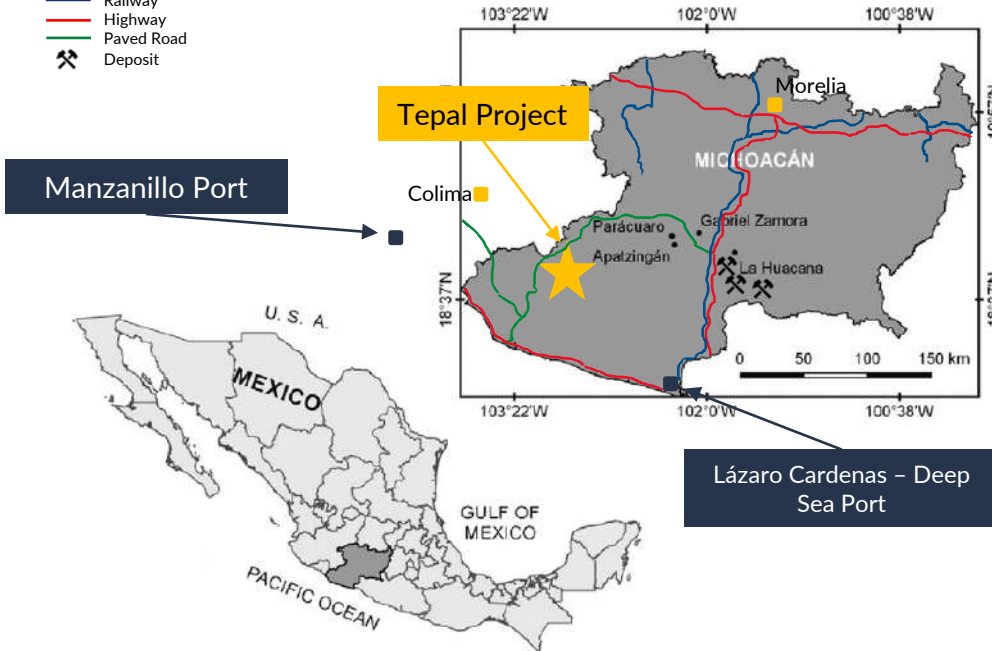 Railway
Highway
Paved Road
Deposit
103°22'W
102°0'W
100°38'W
Morelia
Tepal Project
MICHOACÁN
Manzanillo Port
Colima
Parácuaro
Gabriel Zamora
Apatzingán
La Huacana
18°37'N
0 50 100 150 km
103°22'W
102°0'W
100°38'W
U. S. A.
MEXICO
Lázaro Cardenas – Deep
Sea Port
GULF OF
MEXICO
PACIFIC OCEAN